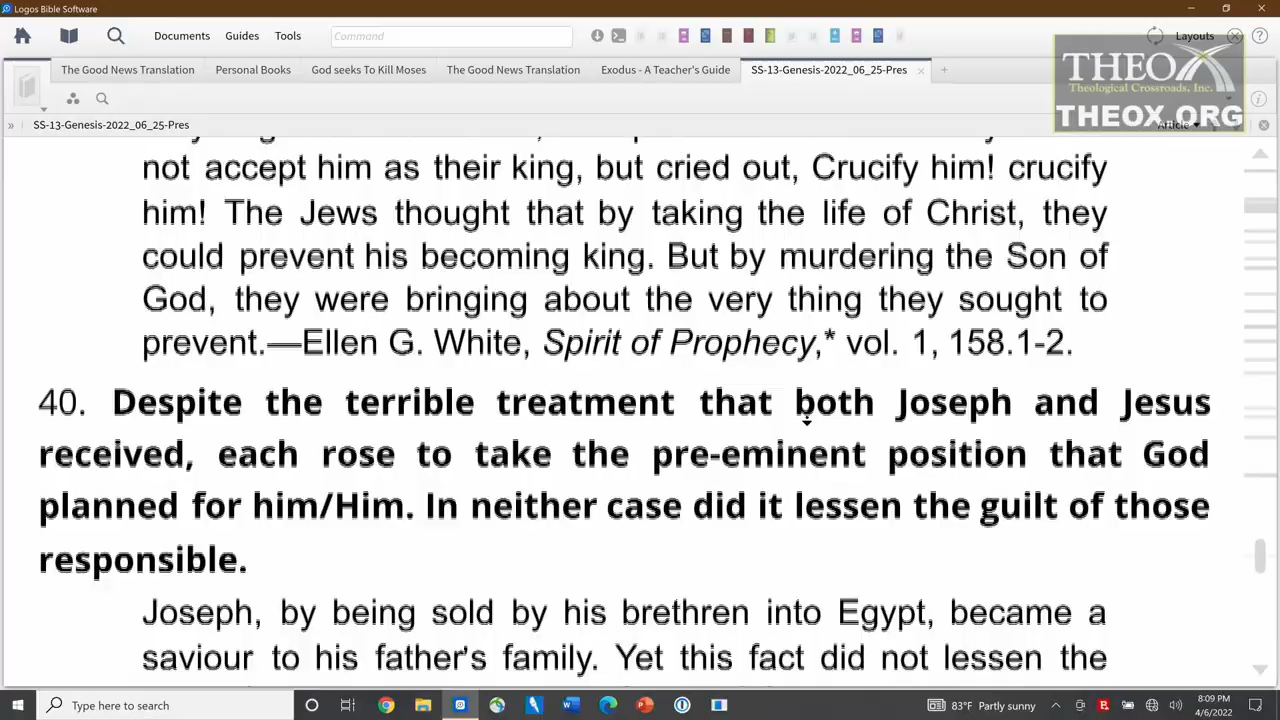 Logos Bible Software
Documents Guides Tools Command Layouts
The Good News Translation Personal Books God seeks To Kill Moses The Good News Translation Exodus - A Teacher's Guide SS-13-Genesis-2022_06_25-Pres
THEOX
Theological Crossroads, Inc.
THEOX.ORG
SS-13-Genesis-2022_06_25-Pres Article
not accept him as their king, but cried out, Crucify him! crucify
him! The Jews thought that by taking the life of Christ, they
could prevent his becoming king. But by murdering the Son of
God, they were bringing about the very thing they sought to
prevent.—Ellen G. White, Spirit of Prophecy,* vol. 1, 158.1-2.
40. Despite the terrible treatment that both Joseph and Jesus
received, each rose to take the pre-eminent position that God
planned for him/Him. In neither case did it lessen the guilt of those
responsible.
Joseph, by being sold by his brethren into Egypt, became a
saviour to his father's family. Yet this fact did not lessen the
Type here to search 83°F Partly sunny 8:09 PM
4/6/2022